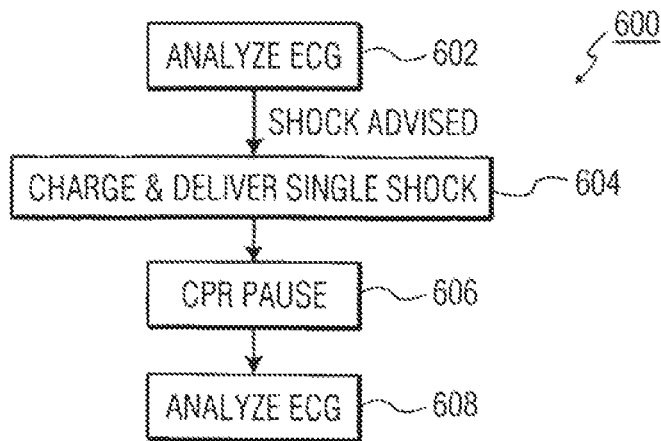 600
ANALYZE ECG 602
SHOCK ADVISED
CHARGE & DELIVER SINGLE SHOCK 604
CPR PAUSE 606
ANALYZE ECG 608